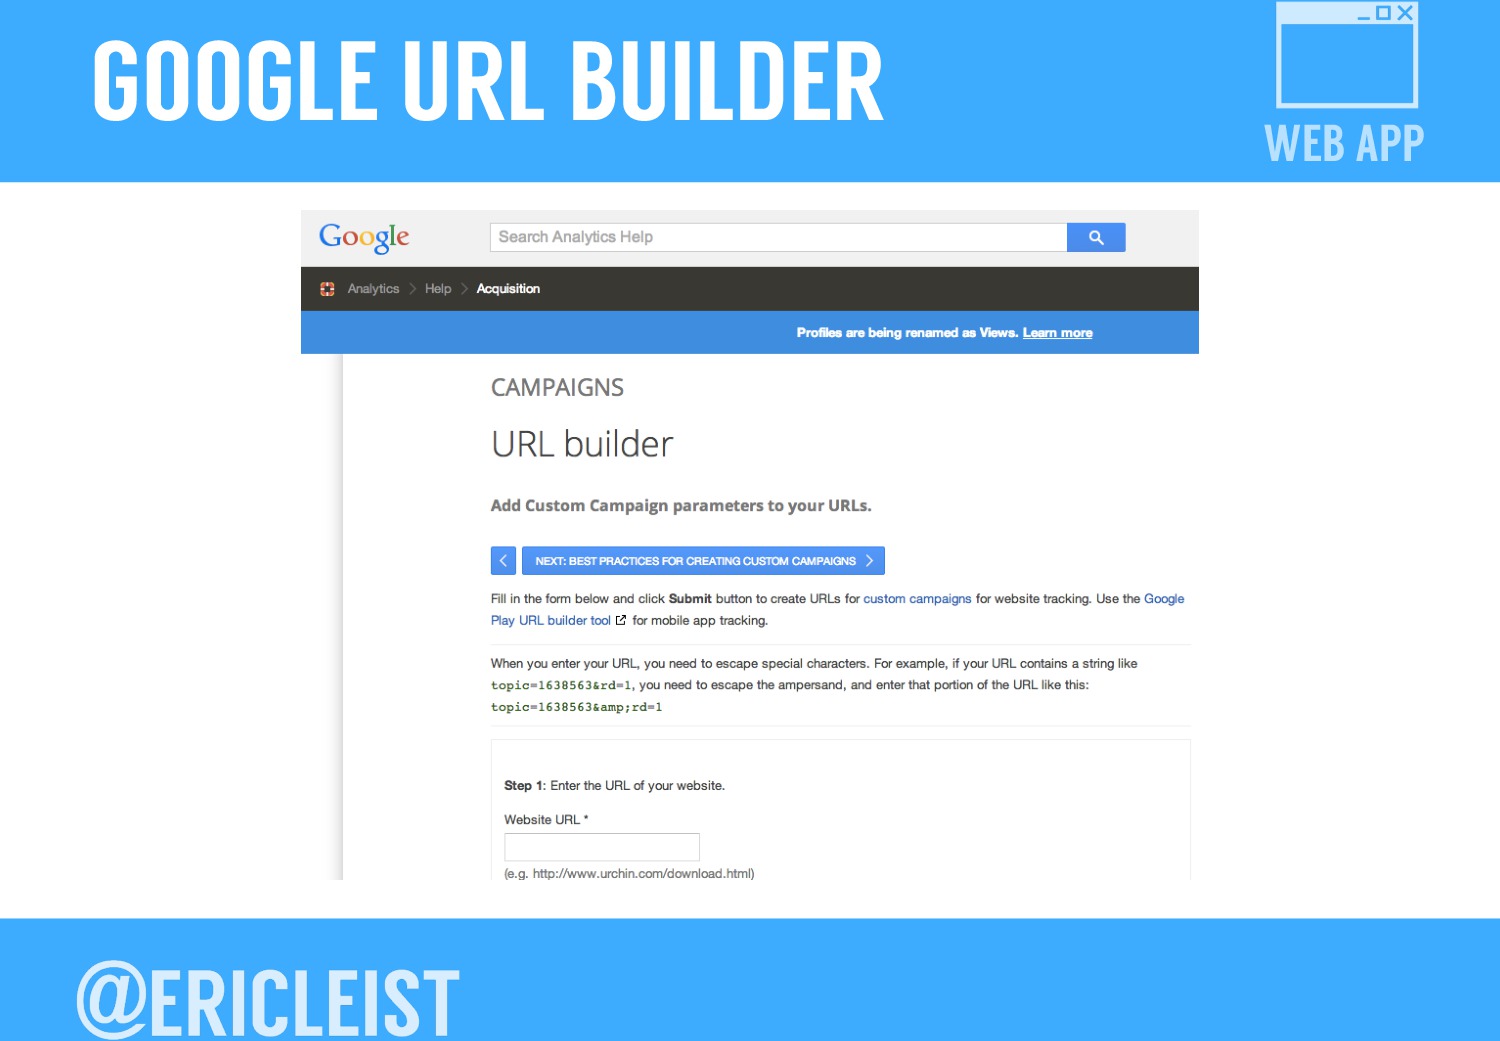 GOOGLE URL BUILDER
WEB APP
Google
Search Analytics Help
Analytics > Help > Acquisition
Profiles are being renamed as Views. Learn more
CAMPAIGNS
URL builder
Add Custom Campaign parameters to your URLs.
NEXT: BEST PRACTICES FOR CREATING CUSTOM CAMPAIGNS
Fill in the form below and click Submit button to create URLs for custom campaigns for website tracking. Use the Google
Play URL builder tool for mobile app tracking.
When you enter your URL, you need to escape special characters. For example, if your URL contains a string like
topic=1638563&rd=1, you need to escape the ampersand, and enter that portion of the URL like this:
topic=1638563&amp;rd=1
Step 1: Enter the URL of your website.
Website URL *
(e.g. http://www.urchin.com/download.html)
@ERICLEIST